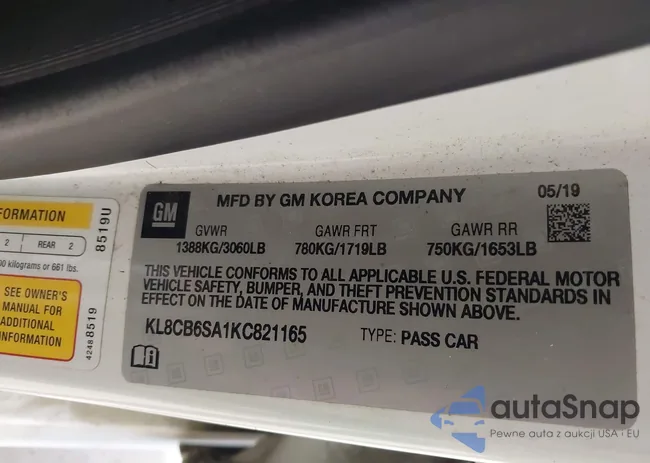 FORMATION
2 REAR 2
00 kilograms or 661 lbs.
SEE OWNER'S
MANUAL FOR
ADDITIONAL
INFORMATION
8519U
4248 8519
GM
MFD BY GM KOREA COMPANY 05/19
GVWR GAWR FRT GAWR RR
1388KG/3060LB 780KG/1719LB 750KG/1653LB
THIS VEHICLE CONFORMS TO ALL APPLICABLE U.S. FEDERAL MOTOR
VEHICLE SAFETY, BUMPER, AND THEFT PREVENTION STANDARDS IN
EFFECT ON THE DATE OF MANUFACTURE SHOWN ABOVE.
KL8CB6SA1KC821165 TYPE: PASS CAR
autaSnap
Pewne auta z aukcji USA i EU